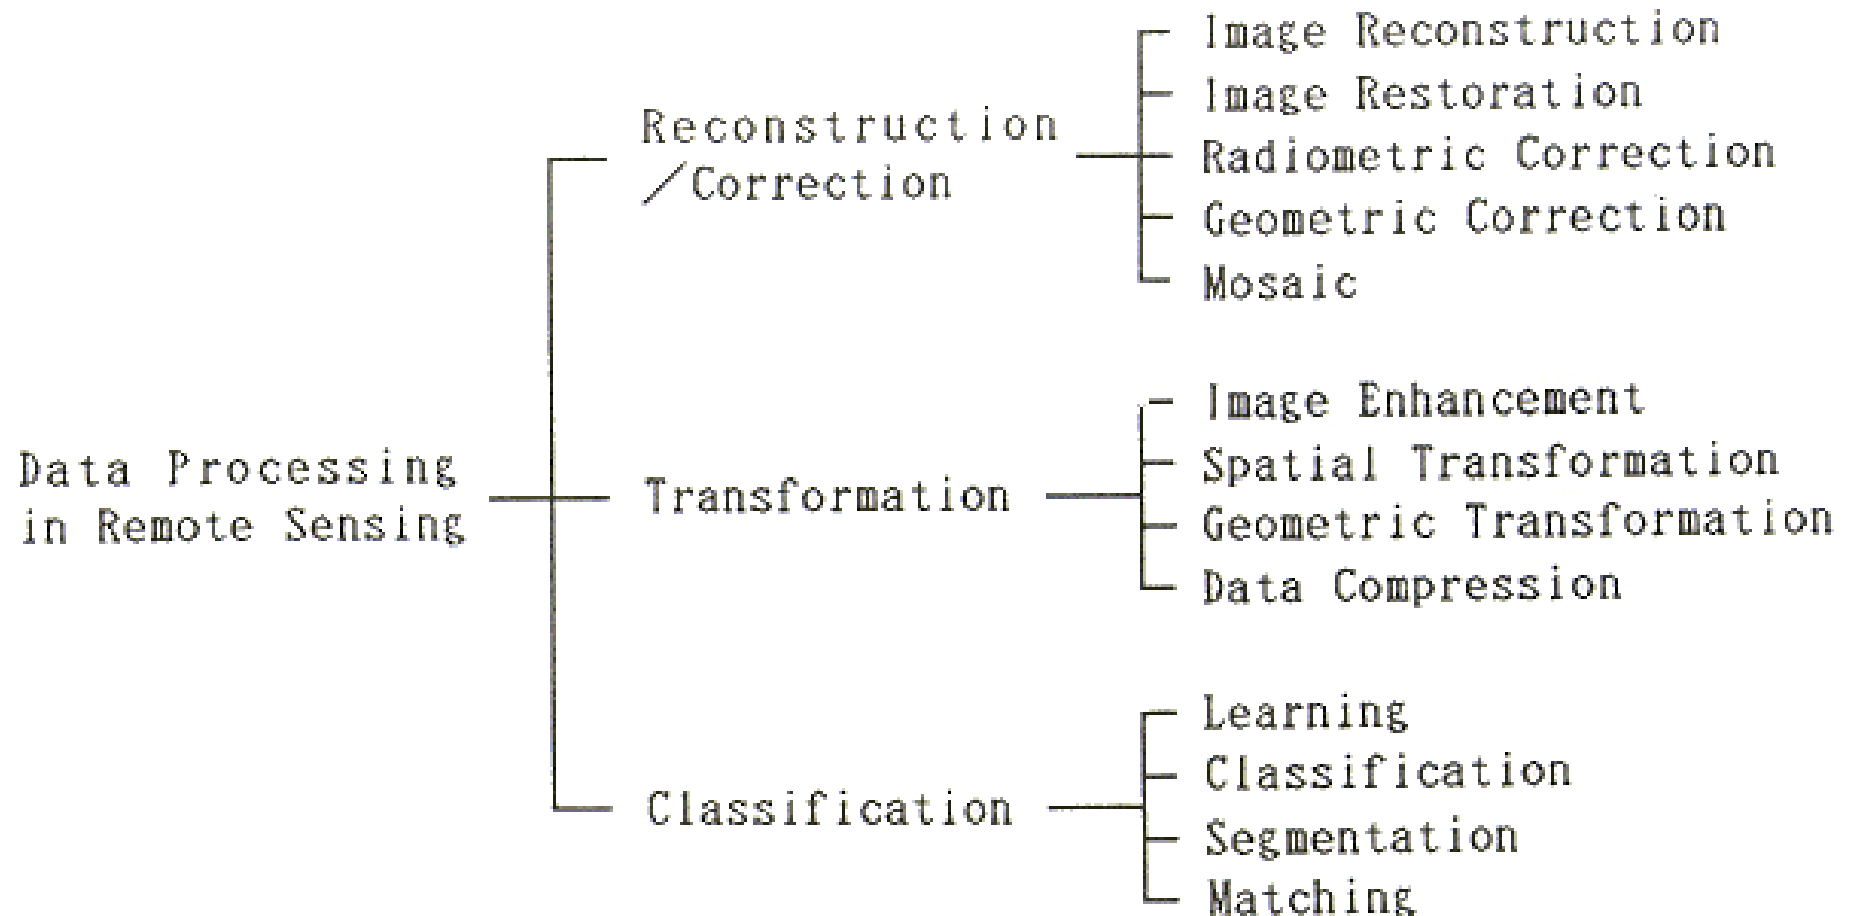 Data Processing
in Remote Sensing
Reconstruction
/Correction
Image Reconstruction
Image Restoration
Radiometric Correction
Geometric Correction
Mosaic
Transformation
Image Enhancement
Spatial Transformation
Geometric Transformation
Data Compression
Classification
Learning
Classification
Segmentation
Matching